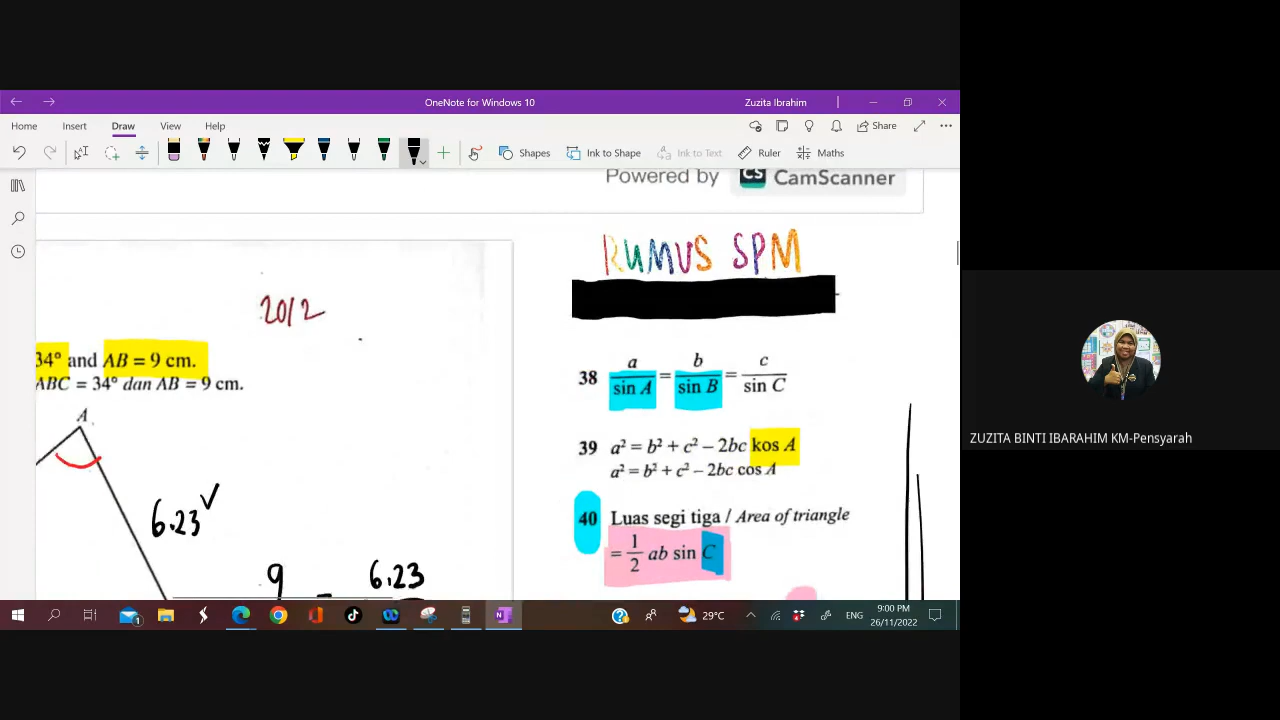 OneNote for Windows 10
Zuzita Ibrahim
Home
Insert
Draw
View
Help
Share
Shapes
Ink to Shape
Ink to Text
Ruler
Maths
Powered by CS CamScanner
RUMUS SPM
20/2
34° and AB = 9 cm.
ABC = 34° dan AB = 9 cm.
A
6.23
9 = 6.23
38 a/sin A = b/sin B = c/sin C
39 a² = b² + c² – 2bc kos A
a² = b² + c² – 2bc cos A
40 Luas segi tiga / Area of triangle
= 1/2 ab sin C
ZUZITA BINTI IBARAHIM KM-Pensyarah
1
29°C
ENG
9:00 PM
26/11/2022